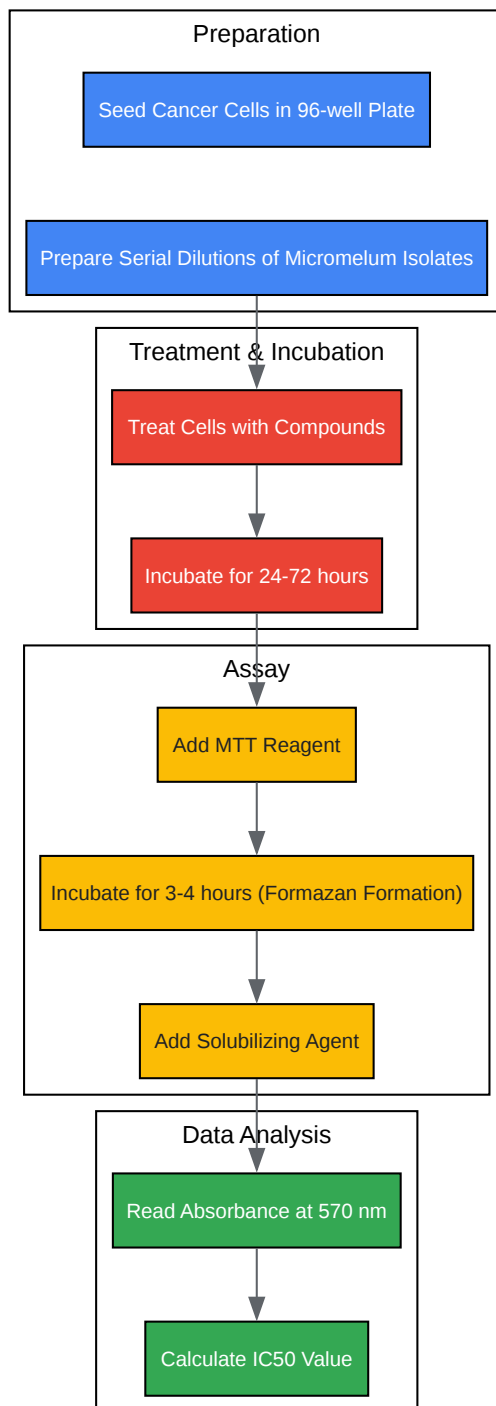 Preparation
Seed Cancer Cells in 96-well Plate
Prepare Serial Dilutions of Micromelum Isolates
Treatment & Incubation
Treat Cells with Compounds
Incubate for 24-72 hours
Assay
Add MTT Reagent
Incubate for 3-4 hours (Formazan Formation)
Add Solubilizing Agent
Data Analysis
Read Absorbance at 570 nm
Calculate IC50 Value